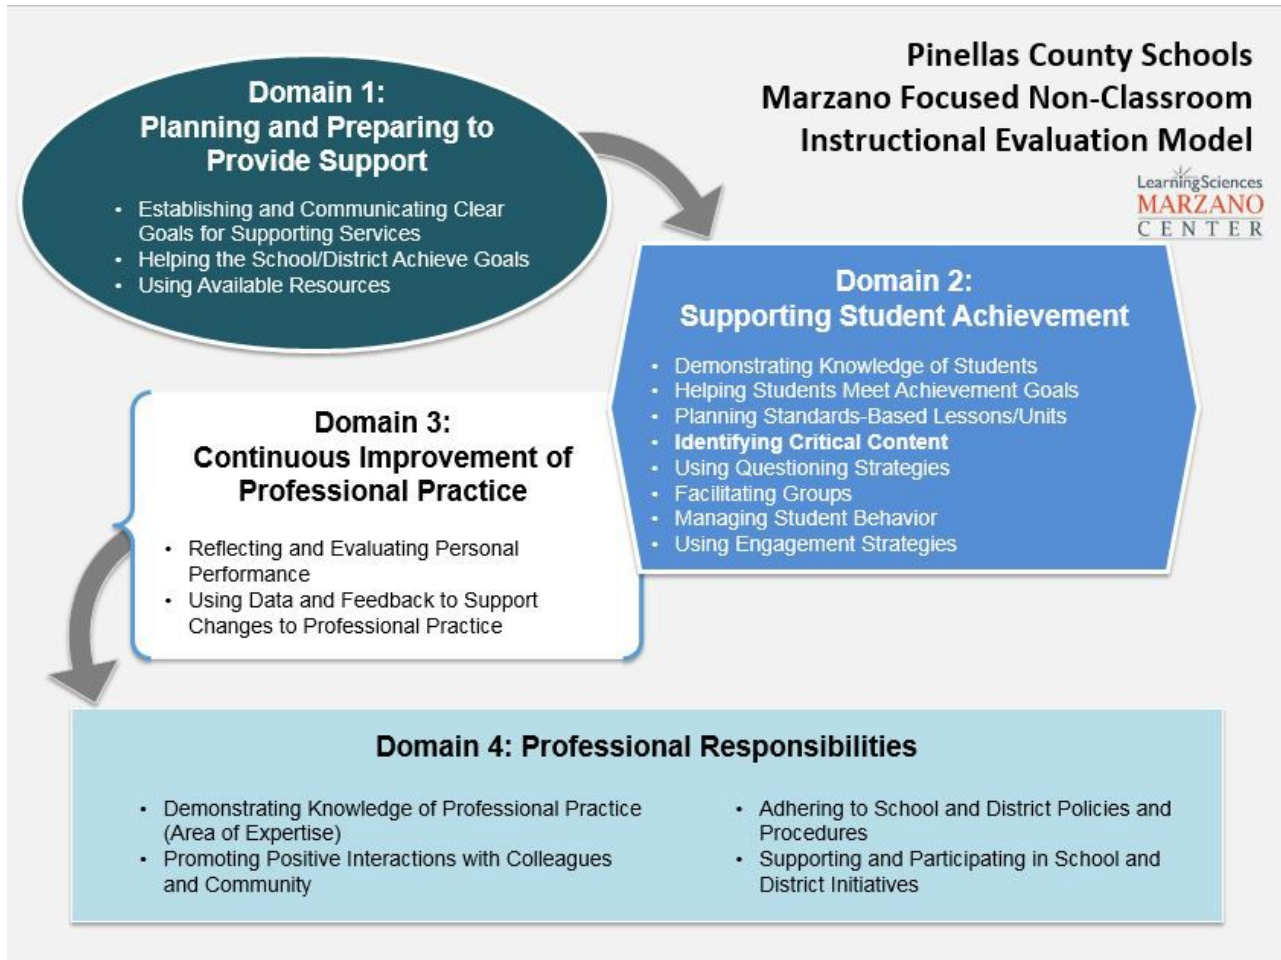 Pinellas County Schools
Marzano Focused Non-Classroom
Instructional Evaluation Model
LearningSciences
MARZANO
CENTER
Domain 1:
Planning and Preparing to
Provide Support
• Establishing and Communicating Clear
Goals for Supporting Services
• Helping the School/District Achieve Goals
• Using Available Resources
Domain 2:
Supporting Student Achievement
• Demonstrating Knowledge of Students
• Helping Students Meet Achievement Goals
• Planning Standards-Based Lessons/Units
• Identifying Critical Content
• Using Questioning Strategies
• Facilitating Groups
• Managing Student Behavior
• Using Engagement Strategies
Domain 3:
Continuous Improvement of
Professional Practice
• Reflecting and Evaluating Personal
Performance
• Using Data and Feedback to Support
Changes to Professional Practice
Domain 4: Professional Responsibilities
• Demonstrating Knowledge of Professional Practice
(Area of Expertise)
• Promoting Positive Interactions with Colleagues
and Community
• Adhering to School and District Policies and
Procedures
• Supporting and Participating in School and
District Initiatives